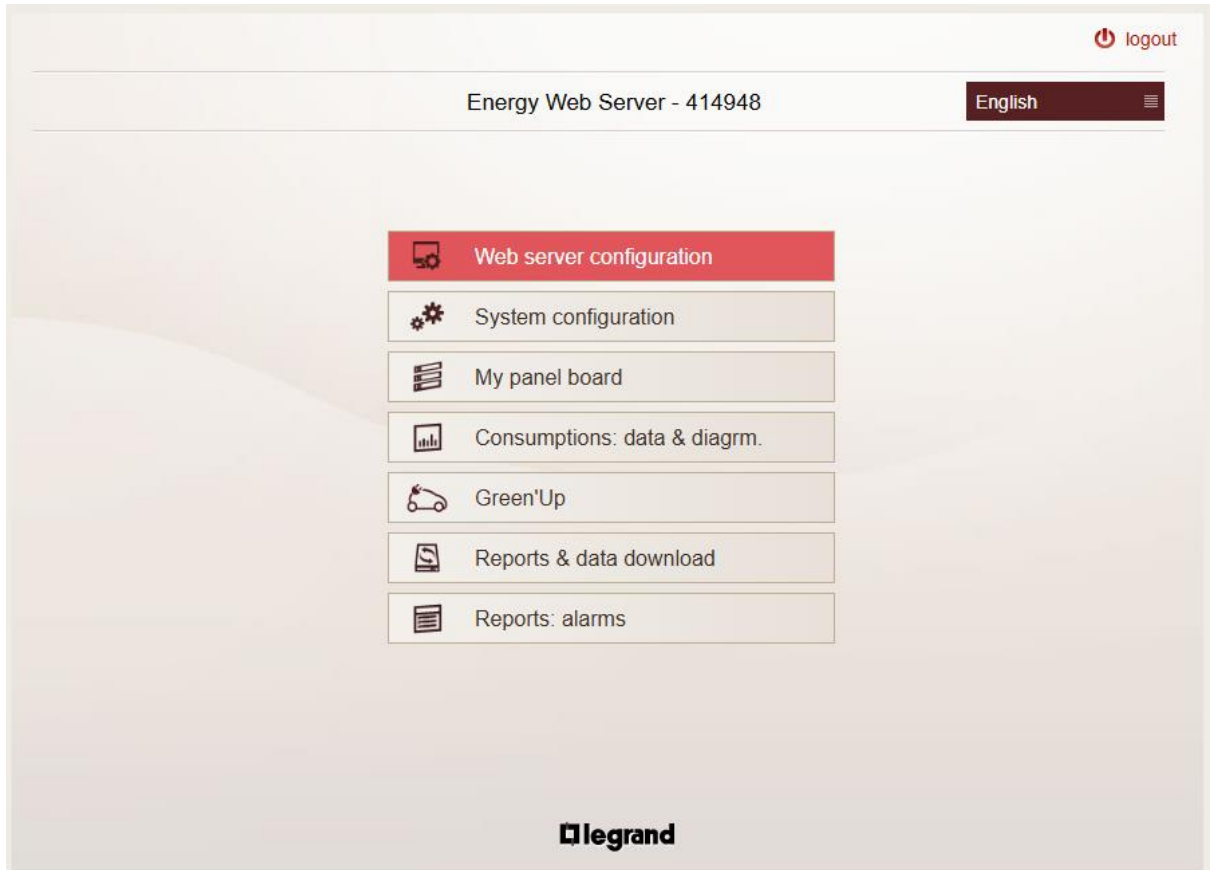 logout
Energy Web Server - 414948
English
Web server configuration
System configuration
My panel board
Consumptions: data & diagrm.
Green'Up
Reports & data download
Reports: alarms
legrand